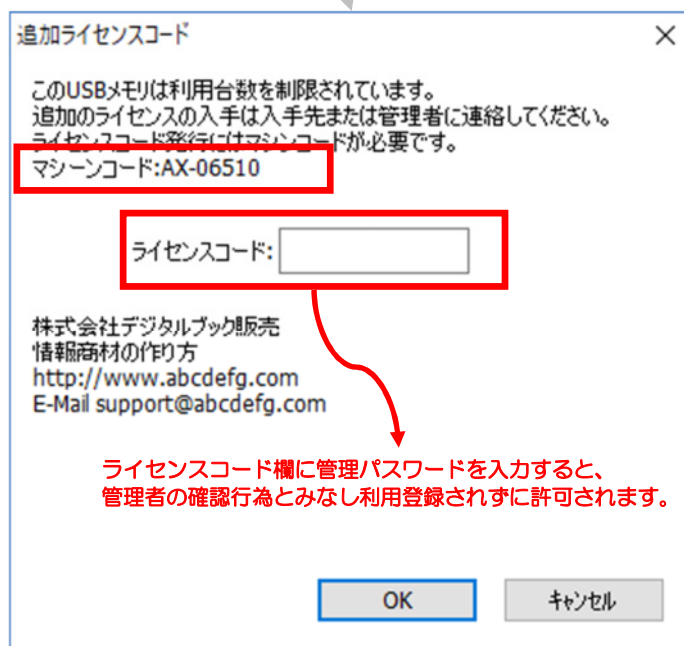 追加ライセンスコード
このUSBメモリは利用台数を制限されています。
追加のライセンスの入手は入手先または管理者に連絡してください。
ライセンスコード発行にはマシンコードが必要です。
マシーンコード:AX-06510
ライセンスコード:
株式会社デジタルブック販売
情報商材の作り方
http://www.abcdefg.com
E-Mail support@abcdefg.com
ライセンスコード欄に管理パスワードを入力すると、
管理者の確認行為とみなし利用登録されずに許可されます。
OK キャンセル